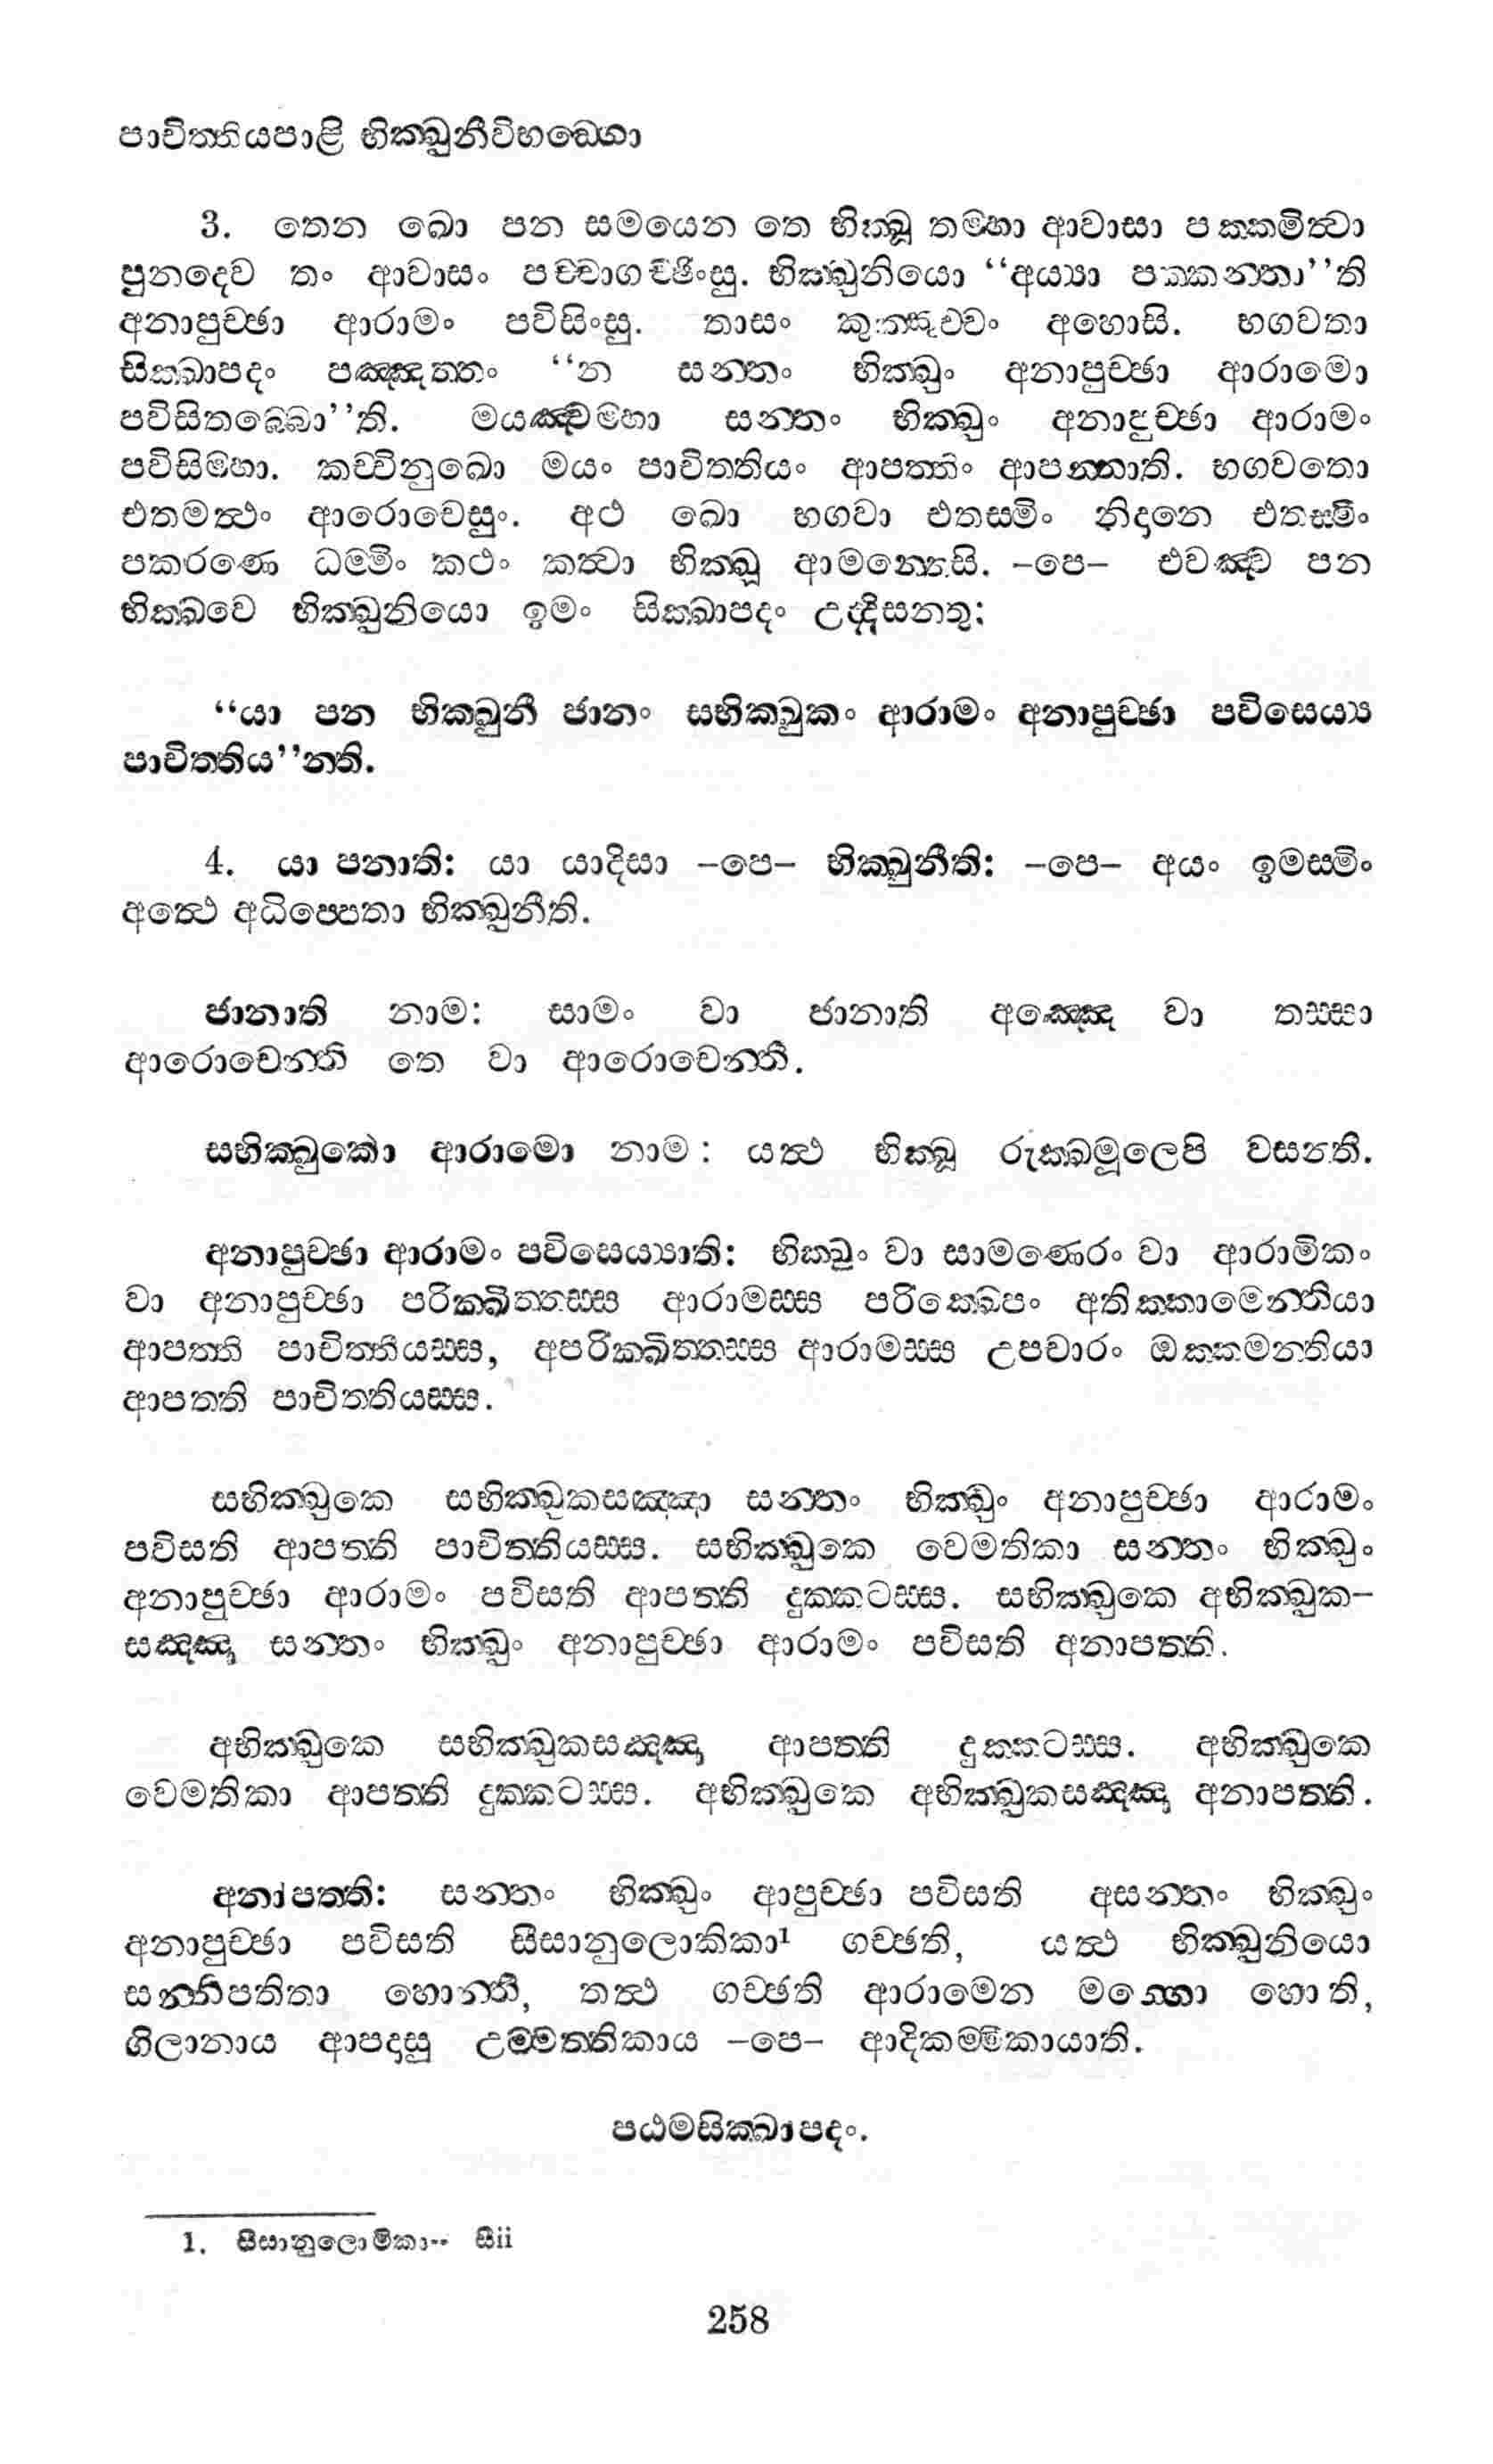 පාචිත්තියපාළි භික්ඛුනීවිභඞ්ගො
3. තෙන ඛො පන සමයෙන තෙ භික්ඛූ තම්හා ආවාසා පක්කමිත්වා
පුනදෙව තං ආවාසං පච්චාගච්ඡිංසු. භික්ඛුනියො “අය්‍යා පක්කන්තා”ති
අනාපුච්ඡා ආරාමං පවිසිංසු. තාසං කුක්කුච්චං අහොසි. භගවතා
සික්ඛාපදං පඤ්ඤත්තං “න සන්තං භික්ඛුං අනාපුච්ඡා ආරාමො
පවිසිතබ්බො”ති. මයඤ්චම්හා සන්තං භික්ඛුං අනාපුච්ඡා ආරාමං
පවිසිම්හා. කච්චිනුඛො මයං පාචිත්තියං ආපත්තිං ආපන්නාති. භගවතො
එතමත්ථං ආරොචෙසුං. අථ ඛො භගවා එතස්මිං නිදානෙ එතස්මිං
පකරණෙ ධම්මිං කථං කත්වා භික්ඛූ ආමන්තෙසි. –පෙ– එවඤ්ච පන
භික්ඛවෙ භික්ඛුනියො ඉමං සික්ඛාපදං උද්දිසන්තු:
“යා පන භික්ඛුනී ජානං සභික්ඛුකං ආරාමං අනාපුච්ඡා පවිසෙය්‍ය
පාචිත්තිය”න්ති.
4. යා පනාති: යා යාදිසා –පෙ– භික්ඛුනීති: –පෙ– අයං ඉමස්මිං
අත්ථෙ අධිප්පෙතා භික්ඛුනීති.
ජානාති නාම: සාමං වා ජානාති අඤ්ඤෙ වා තස්සා
ආරොචෙන්ති තෙ වා ආරොචෙන්ති.
සභික්ඛුකො ආරාමො නාම: යත්ථ භික්ඛූ රුක්ඛමූලෙපි වසන්ති.
අනාපුච්ඡා ආරාමං පවිසෙය්‍යාති: භික්ඛුං වා සාමණෙරං වා ආරාමිකං
වා අනාපුච්ඡා පරික්ඛිත්තස්ස ආරාමස්ස පරික්ඛෙපං අතික්කාමෙන්තියා
ආපත්ති පාචිත්තියස්ස, අපරික්ඛිත්තස්ස ආරාමස්ස උපචාරං ඔක්කමන්තියා
ආපත්ති පාචිත්තියස්ස.
සභික්ඛුකෙ සභික්ඛුකසඤ්ඤා සන්තං භික්ඛුං අනාපුච්ඡා ආරාමං
පවිසති ආපත්ති පාචිත්තියස්ස. සභික්ඛුකෙ වෙමතිකා සන්තං භික්ඛුං
අනාපුච්ඡා ආරාමං පවිසති ආපත්ති දුක්කටස්ස. සභික්ඛුකෙ අභික්ඛුක–
සඤ්ඤා සන්තං භික්ඛුං අනාපුච්ඡා ආරාමං පවිසති අනාපත්ති.
අභික්ඛුකෙ සභික්ඛුකසඤ්ඤා ආපත්ති දුක්කටස්ස. අභික්ඛුකෙ
වෙමතිකා ආපත්ති දුක්කටස්ස. අභික්ඛුකෙ අභික්ඛුකසඤ්ඤා අනාපත්ති.
අනාපත්ති: සන්තං භික්ඛුං ආපුච්ඡා පවිසති අසන්තං භික්ඛුං
අනාපුච්ඡා පවිසති සීසානුලොකිකා¹ ගච්ඡති, යත්ථ භික්ඛුනියො
සන්නිපතිතා හොන්ති, තත්ථ ගච්ඡති ආරාමෙන මග්ගො හොති,
ගිලානාය ආපදාසු උම්මත්තිකාය –පෙ– ආදිකම්මිකායාති.
පඨමසික්ඛාපදං.
1. සීසානුලොමිකා-- සීii
258